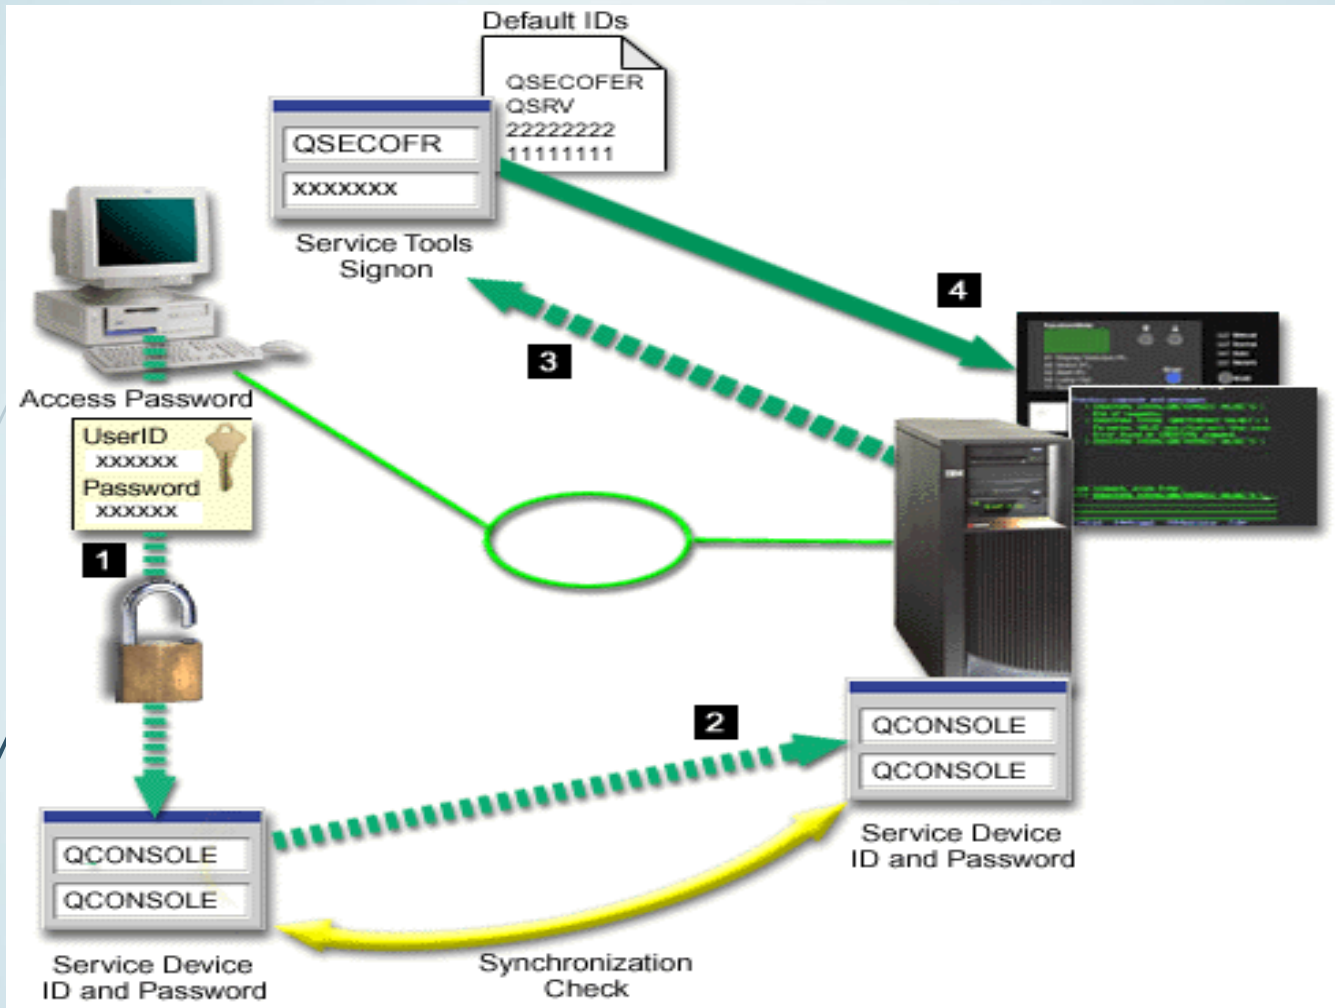 Default IDs
QSECOFER
QSRV
22222222
11111111
QSECOFR
xxxxxxx
Service Tools
Signon
4
3
Access Password
UserID
xxxxxx
Password
xxxxxx
1
IBM
2
QCONSOLE
QCONSOLE
Service Device
ID and Password
QCONSOLE
QCONSOLE
Service Device
ID and Password
Synchronization
Check